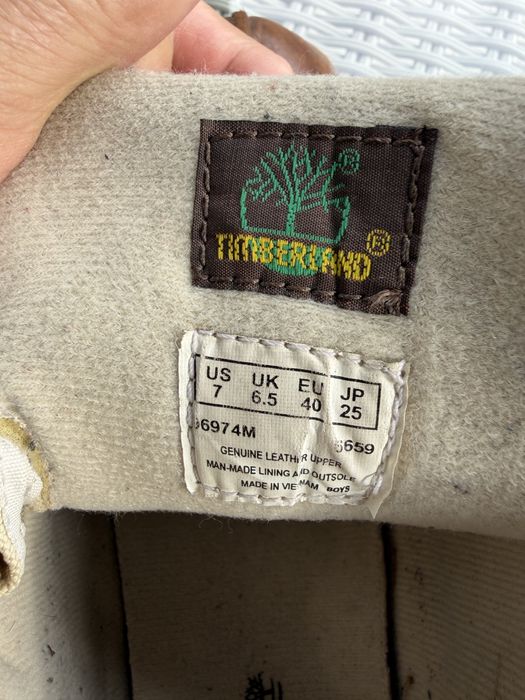 ®
TIMBERLAND ®
US UK EU JP
7 6.5 40 25
6974M 659
GENUINE LEATHER UPPER
MAN-MADE LINING AND OUTSOLE
MADE IN VIETNAM BOYS